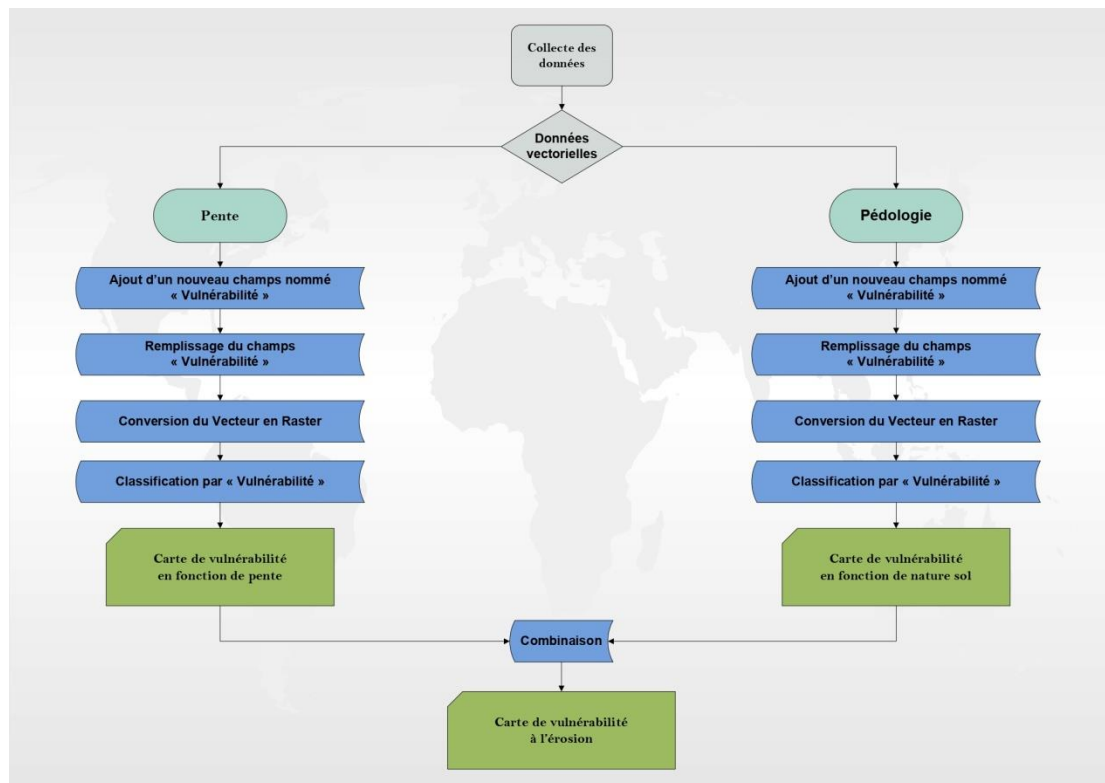 Collecte des
données
Données
vectorielles
Pente
Pédologie
Ajout d'un nouveau champs nommé
« Vulnérabilité »
Ajout d'un nouveau champs nommé
« Vulnérabilité »
Remplissage du champs
« Vulnérabilité »
Remplissage du champs
« Vulnérabilité »
Conversion du Vecteur en Raster
Conversion du Vecteur en Raster
Classification par « Vulnérabilité »
Classification par « Vulnérabilité »
Carte de vulnérabilité
en fonction de pente
Carte de vulnérabilité
en fonction de nature sol
Combinaison
Carte de vulnérabilité
à l'érosion